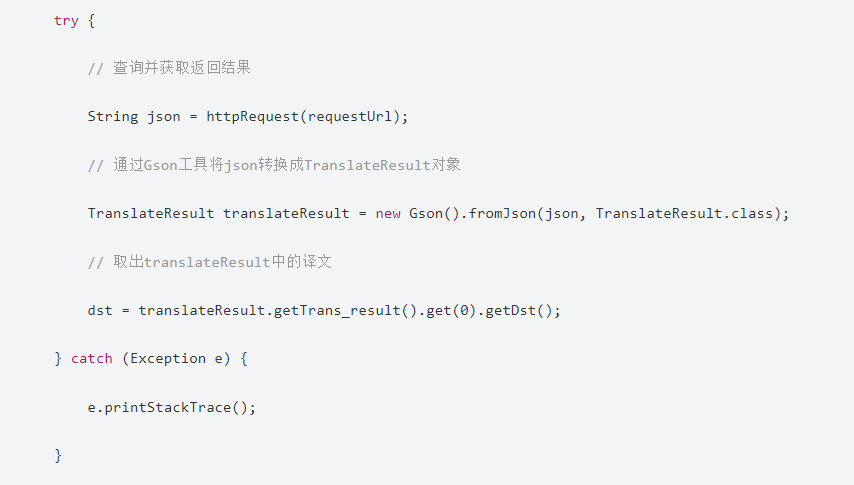 try {
// 查询并获取返回结果
String json = httpRequest(requestUrl);
// 通过Gson工具将json转换成TranslateResult对象
TranslateResult translateResult = new Gson().fromJson(json, TranslateResult.class);
// 取出translateResult中的译文
dst = translateResult.getTrans_result().get(0).getDst();
} catch (Exception e) {
e.printStackTrace();
}